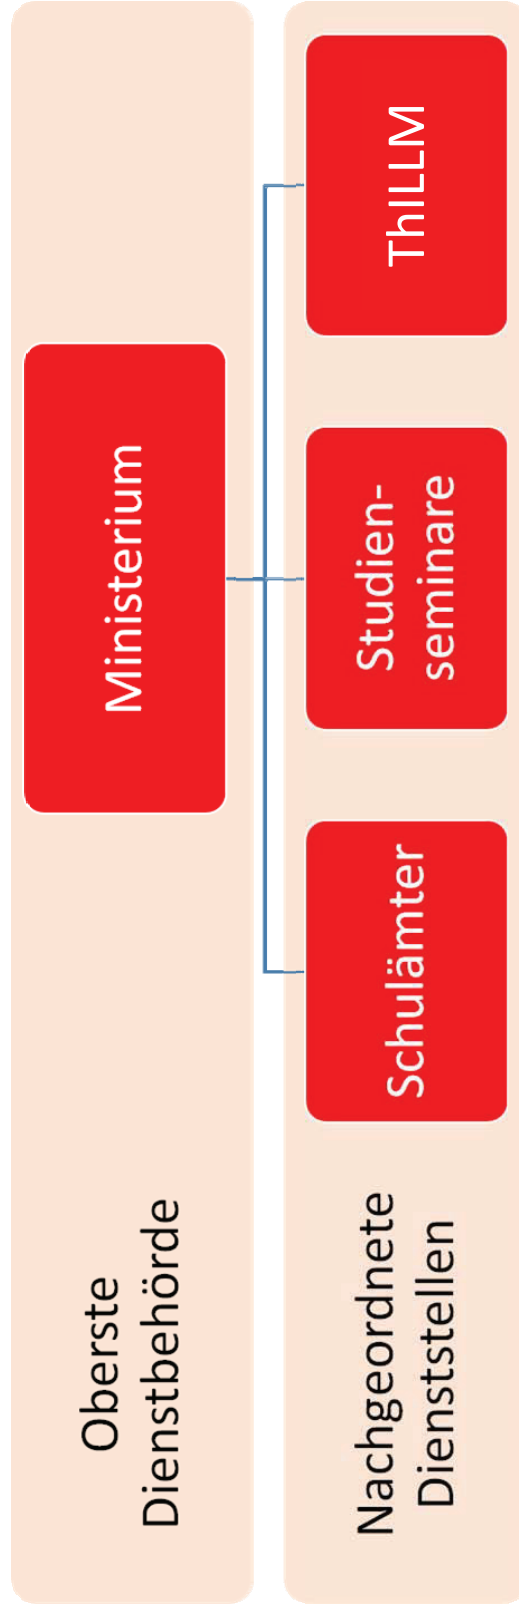 Oberste
Dienstbehörde
Ministerium
Nachgeordnete
Dienststellen
Schulämter
Studien-
seminare
ThILLM